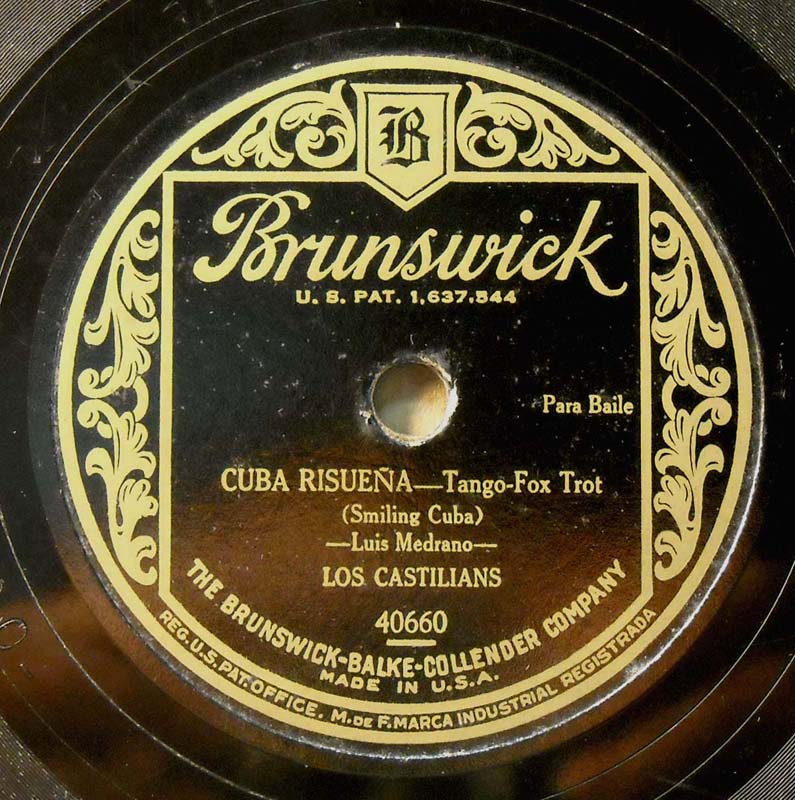 B
Brunswick
U. S. PAT. 1,637,544
Para Baile
CUBA RISUEÑA—Tango-Fox Trot
(Smiling Cuba)
—Luis Medrano—
LOS CASTILIANS
40660
THE BRUNSWICK-BALKE-COLLENDER COMPANY
MADE IN U.S.A.
REG. U.S. PAT. OFFICE. M. DE F. MARCA INDUSTRIAL REGISTRADA